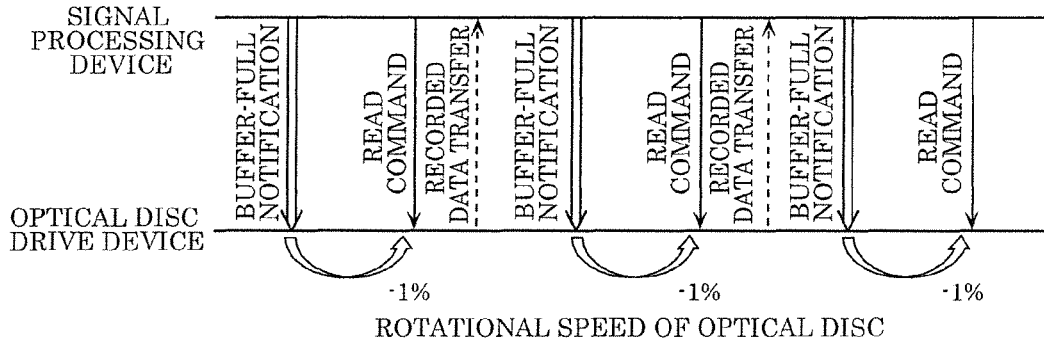 SIGNAL
PROCESSING
DEVICE
BUFFER-FULL
NOTIFICATION
READ
COMMAND
RECORDED
DATA TRANSFER
BUFFER-FULL
NOTIFICATION
READ
COMMAND
RECORDED
DATA TRANSFER
BUFFER-FULL
NOTIFICATION
READ
COMMAND
OPTICAL DISC
DRIVE DEVICE
-1%
-1%
-1%
ROTATIONAL SPEED OF OPTICAL DISC